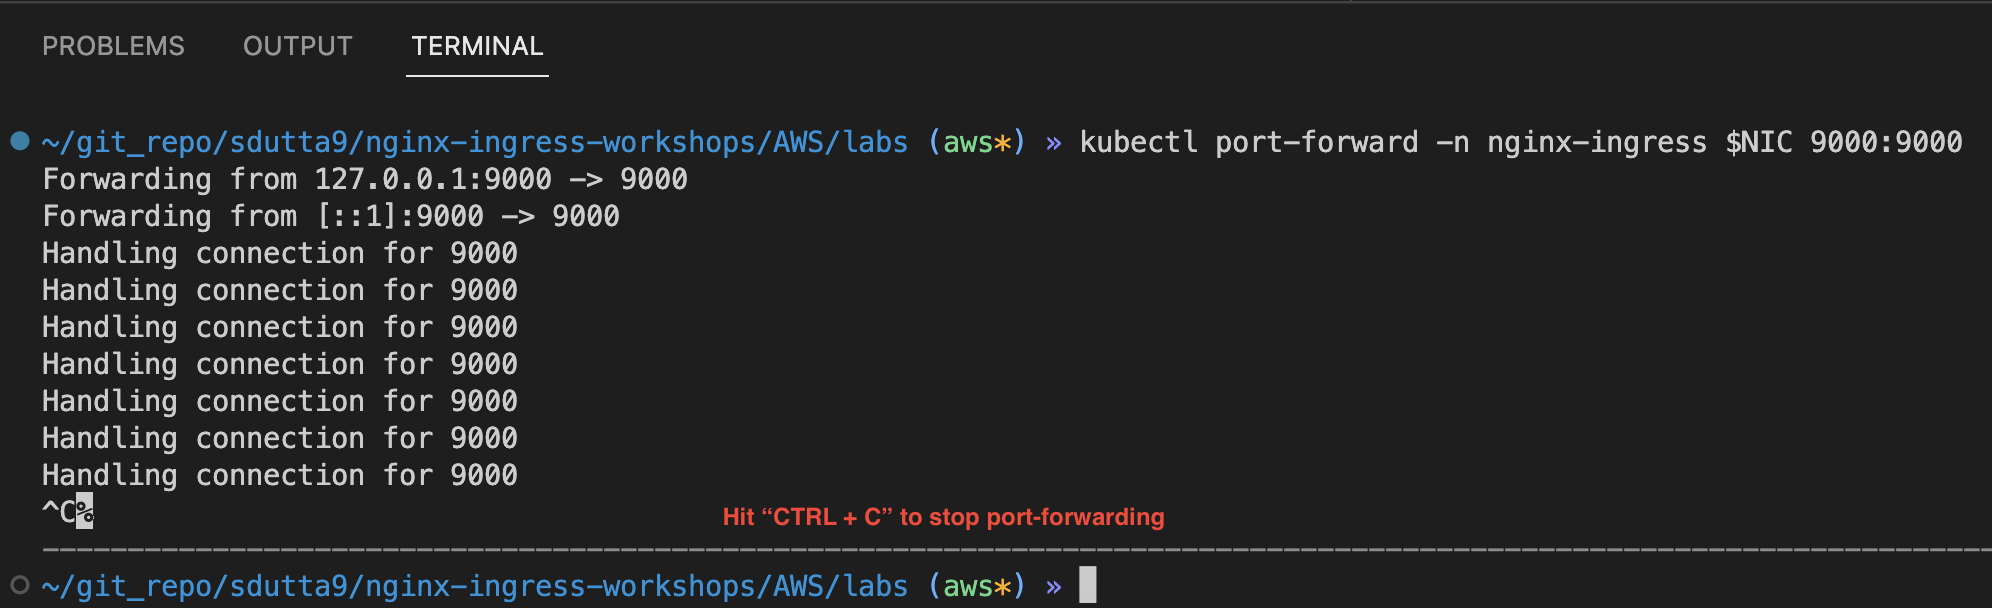 PROBLEMS OUTPUT TERMINAL
~/git_repo/sdutta9/nginx-ingress-workshops/AWS/labs (aws*) » kubectl port-forward -n nginx-ingress $NIC 9000:9000
Forwarding from 127.0.0.1:9000 -> 9000
Forwarding from [::1]:9000 -> 9000
Handling connection for 9000
Handling connection for 9000
Handling connection for 9000
Handling connection for 9000
Handling connection for 9000
Handling connection for 9000
Handling connection for 9000
^C%
Hit “CTRL + C” to stop port-forwarding
~/git_repo/sdutta9/nginx-ingress-workshops/AWS/labs (aws*) »